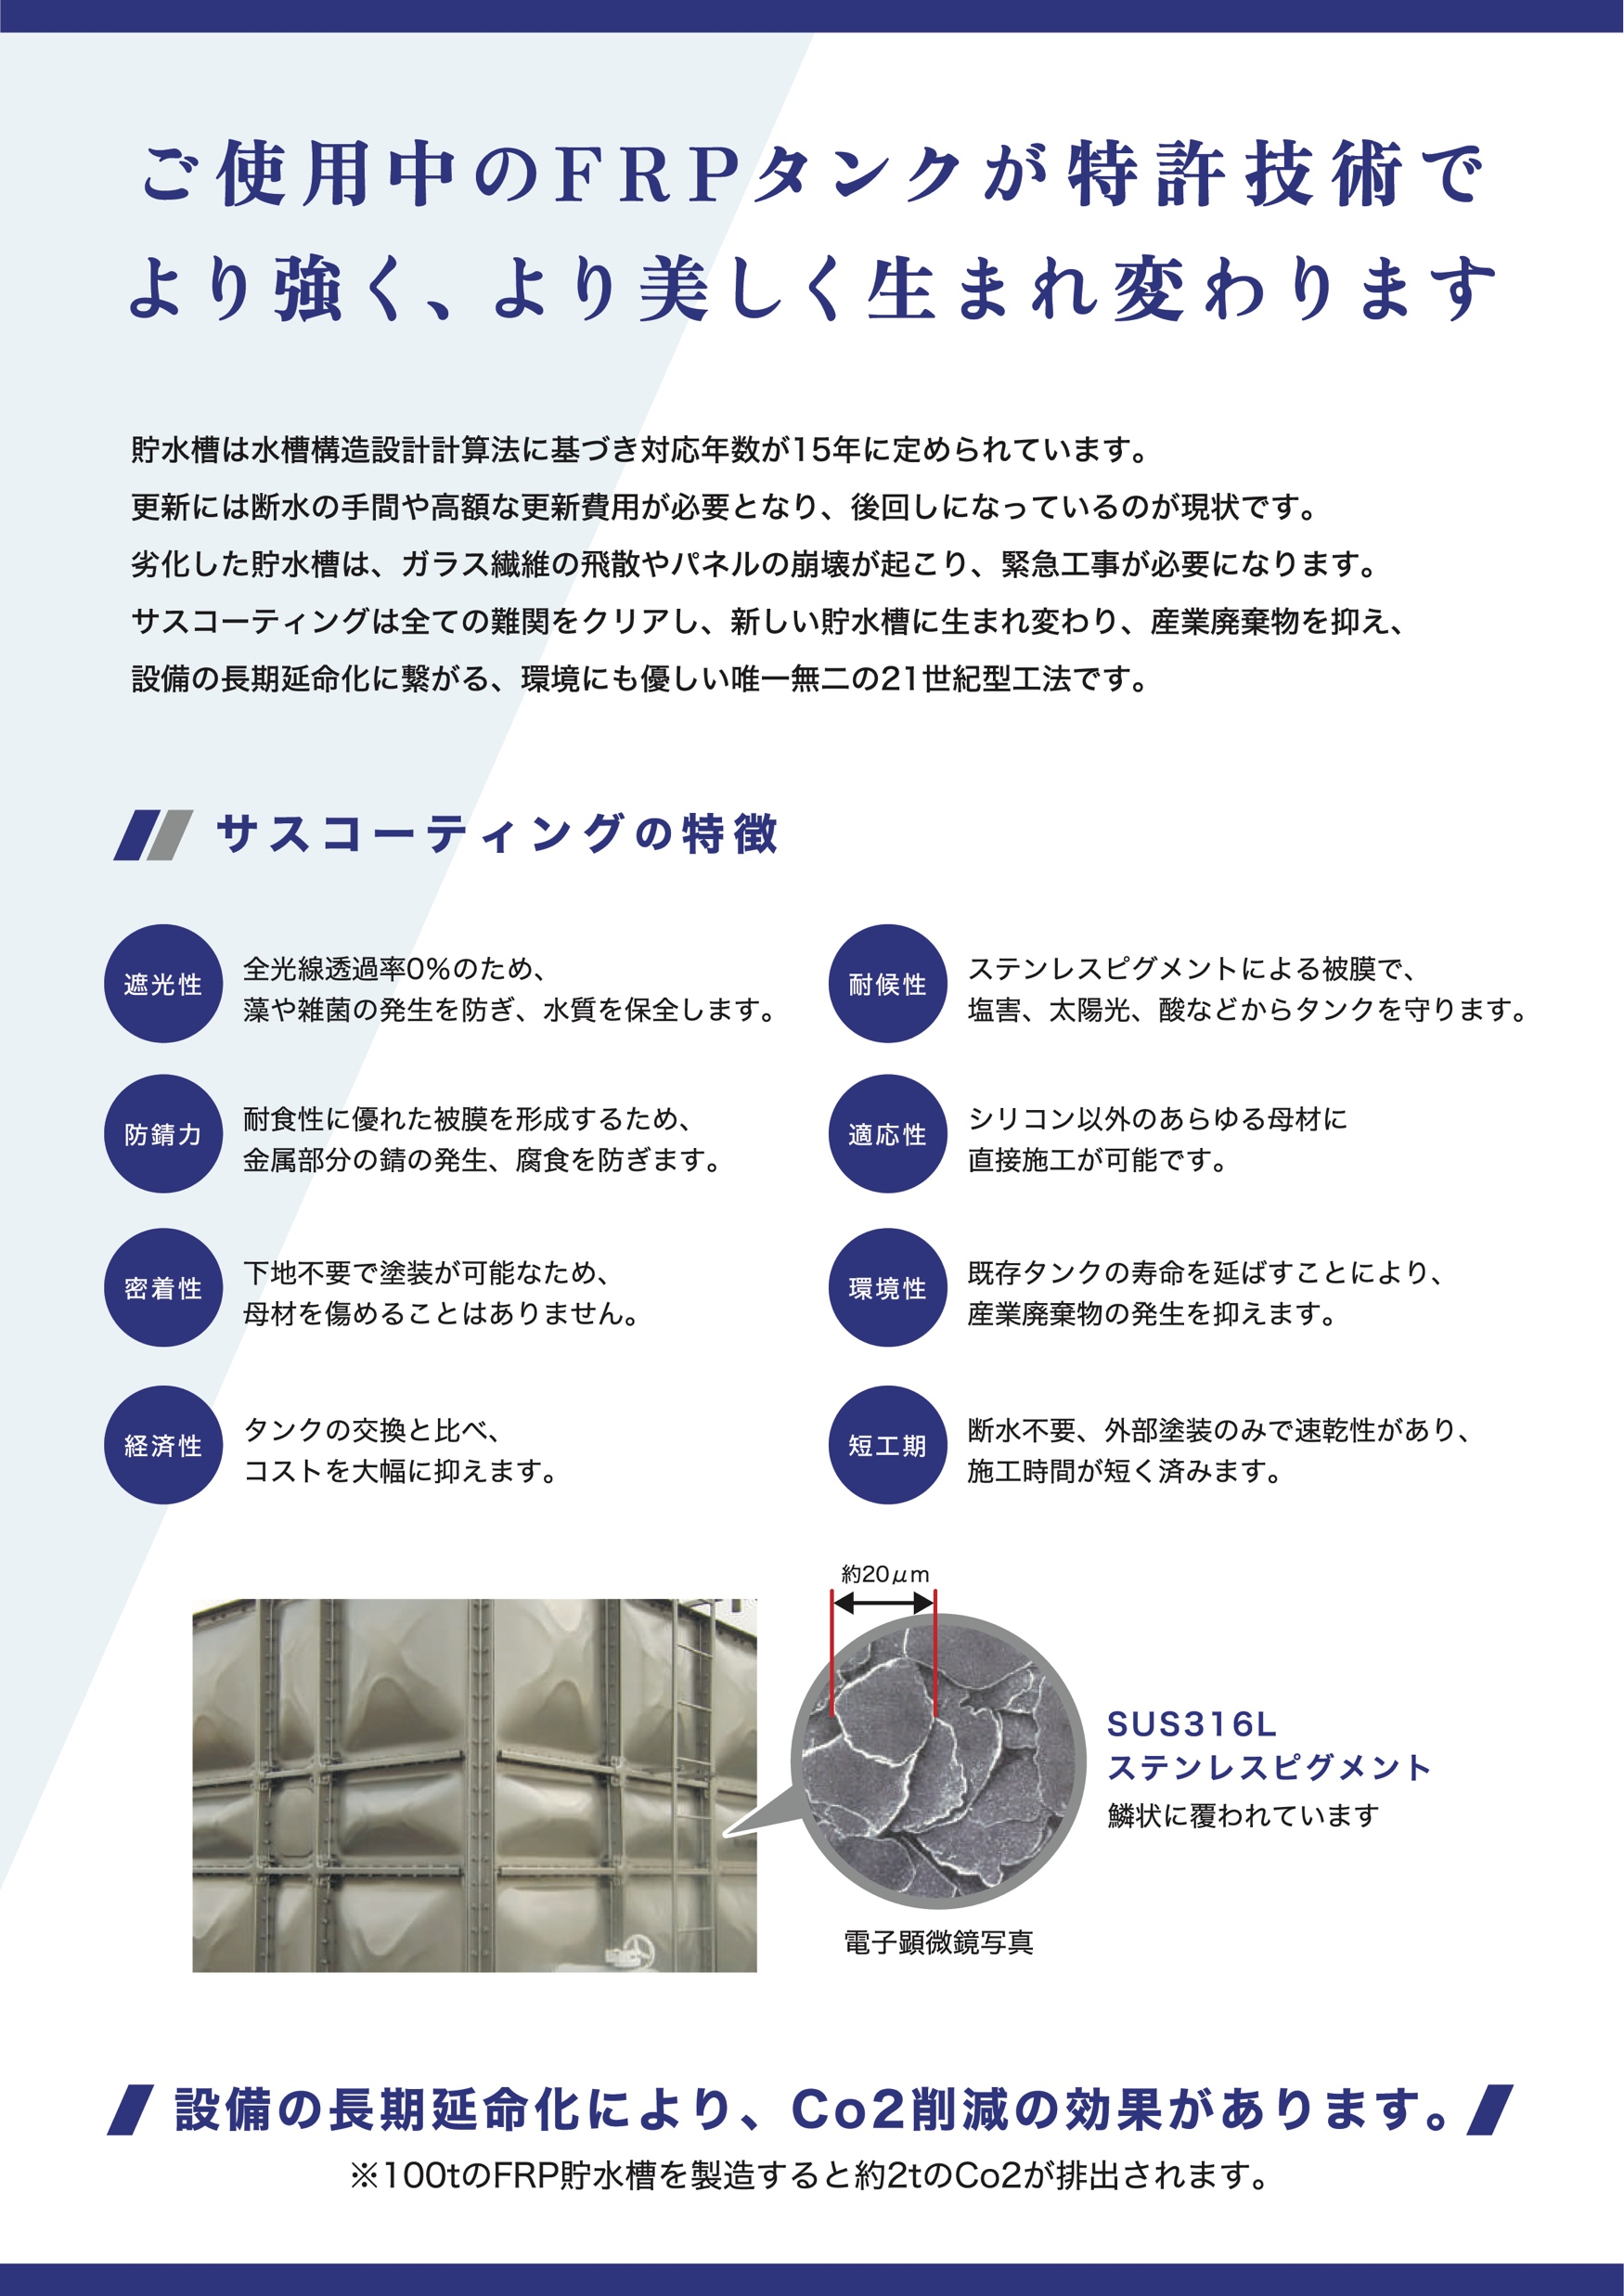 ご使用中のFRPタンクが特許技術で
より強く、より美しく生まれ変わります
貯水槽は水槽構造設計計算法に基づき対応年数が15年に定められています。
更新には断水の手間や高額な更新費用が必要となり、後回しになっているのが現状です。
劣化した貯水槽は、ガラス繊維の飛散やパネルの崩壊が起こり、緊急工事が必要になります。
サスコーティングは全ての難関をクリアし、新しい貯水槽に生まれ変わり、産業廃棄物を抑え、
設備の長期延命化に繋がる、環境にも優しい唯一無二の21世紀型工法です。
サスコーティングの特徴
遮光性
全光線透過率0%のため、
藻や雑菌の発生を防ぎ、水質を保全します。
耐候性
ステンレスピグメントによる被膜で、
塩害、太陽光、酸などからタンクを守ります。
防錆力
耐食性に優れた被膜を形成するため、
金属部分の錆の発生、腐食を防ぎます。
適応性
シリコン以外のあらゆる母材に
直接施工が可能です。
密着性
下地不要で塗装が可能なため、
母材を傷めることはありません。
環境性
既存タンクの寿命を延ばすことにより、
産業廃棄物の発生を抑えます。
経済性
タンクの交換と比べ、
コストを大幅に抑えます。
短工期
断水不要、外部塗装のみで速乾性があり、
施工時間が短く済みます。
約20μm
SUS316L
ステンレスピグメント
鱗状に覆われています
電子顕微鏡写真
設備の長期延命化により、Co2削減の効果があります。
※100tのFRP貯水槽を製造すると約2tのCo2が排出されます。